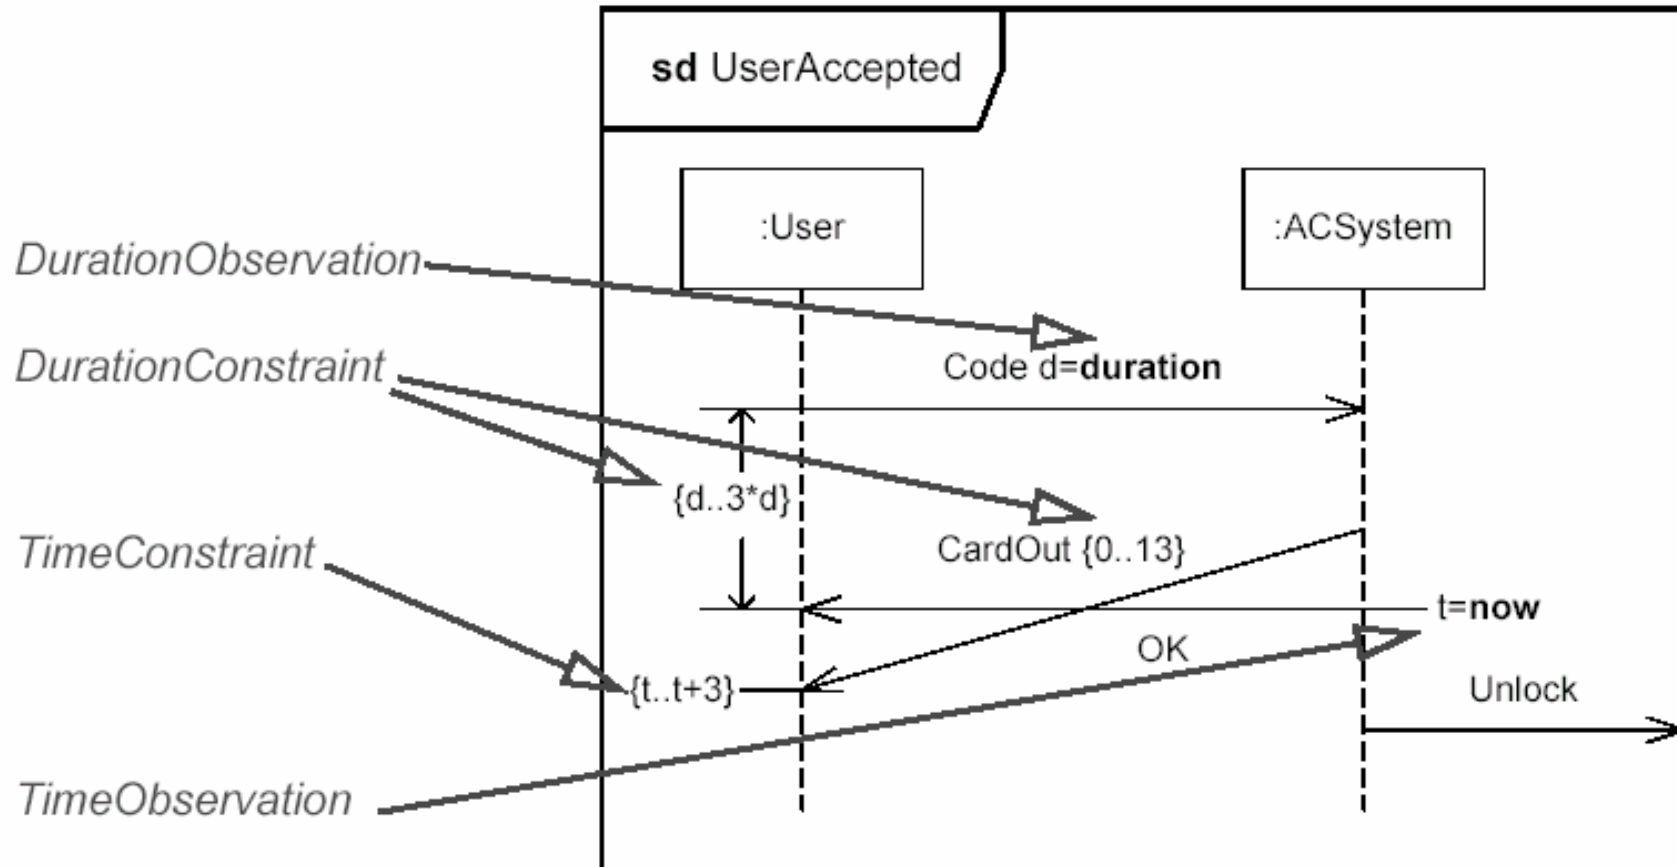 sd UserAccepted
:User
:ACSystem
DurationObservation
Code d=duration
DurationConstraint
{d..3*d}
CardOut {0..13}
TimeConstraint
t=now
OK
{t..t+3}
Unlock
TimeObservation